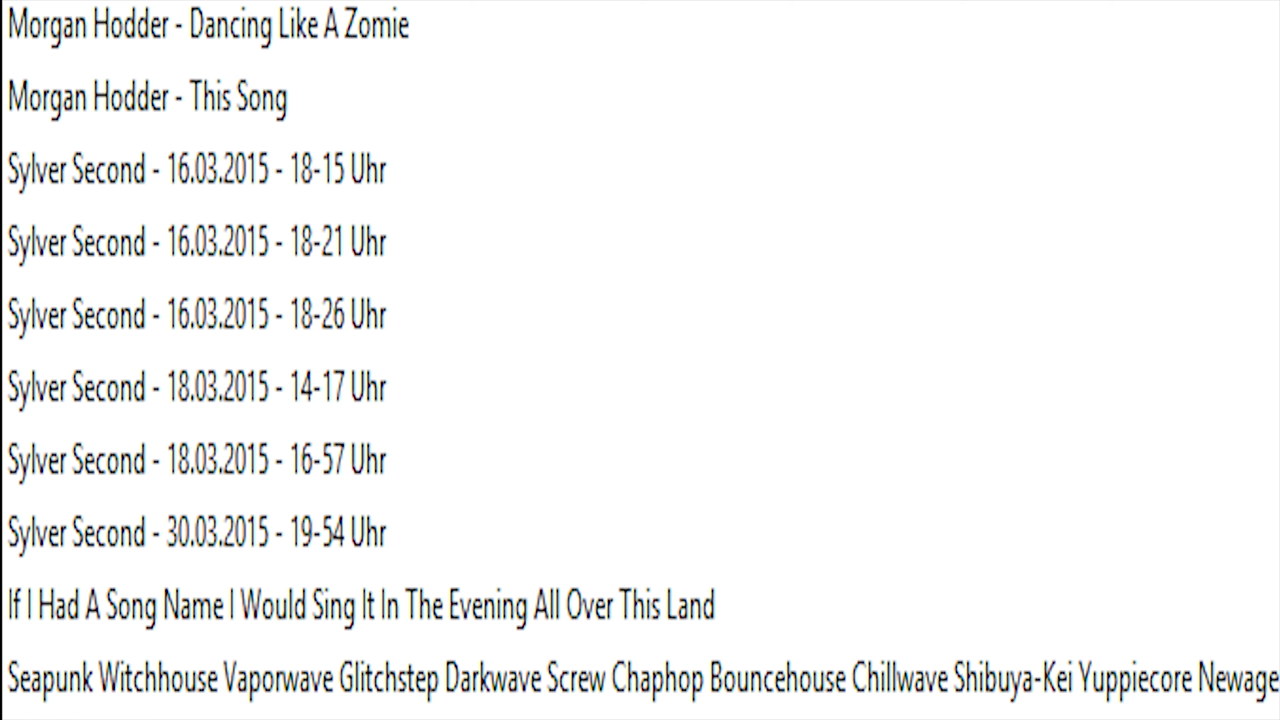 Morgan Hodder - Dancing Like A Zomie
Morgan Hodder - This Song
Sylver Second - 16.03.2015 - 18-15 Uhr
Sylver Second - 16.03.2015 - 18-21 Uhr
Sylver Second - 16.03.2015 - 18-26 Uhr
Sylver Second - 18.03.2015 - 14-17 Uhr
Sylver Second - 18.03.2015 - 16-57 Uhr
Sylver Second - 30.03.2015 - 19-54 Uhr
If I Had A Song Name I Would Sing It In The Evening All Over This Land
Seapunk Witchhouse Vaporwave Glitchstep Darkwave Screw Chaphop Bouncehouse Chillwave Shibuya-Kei Yuppiecore Newage